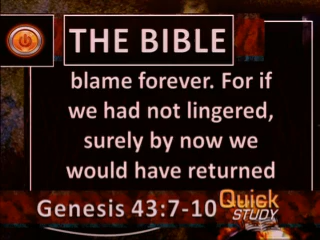 THE BIBLE
blame forever. For if
we had not lingered,
surely by now we
would have returned
Genesis 43:7-10
Quick
STUDY